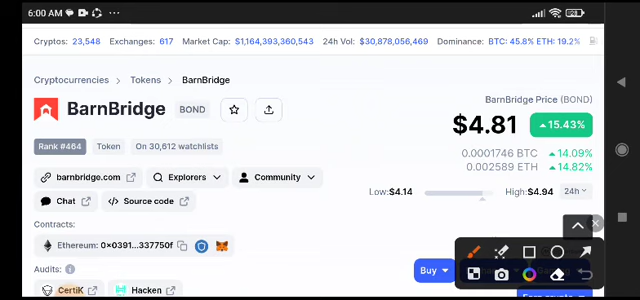 6:00 AM
Cryptos: 23,548 Exchanges: 617 Market Cap: $1,164,393,360,543 24h Vol: $30,878,056,469 Dominance: BTC: 45.8% ETH: 19.2%
Cryptocurrencies > Tokens > BarnBridge
BarnBridge BOND
BarnBridge Price (BOND)
$4.81 15.43%
Rank #464 Token On 30,612 watchlists
0.0001746 BTC 14.09%
0.002589 ETH 14.82%
barnbridge.com Explorers Community
Low: $4.14 High: $4.94 24h
Chat Source code
Contracts:
Ethereum: 0x0391...337750f
Audits:
Buy
CertiK Hacken